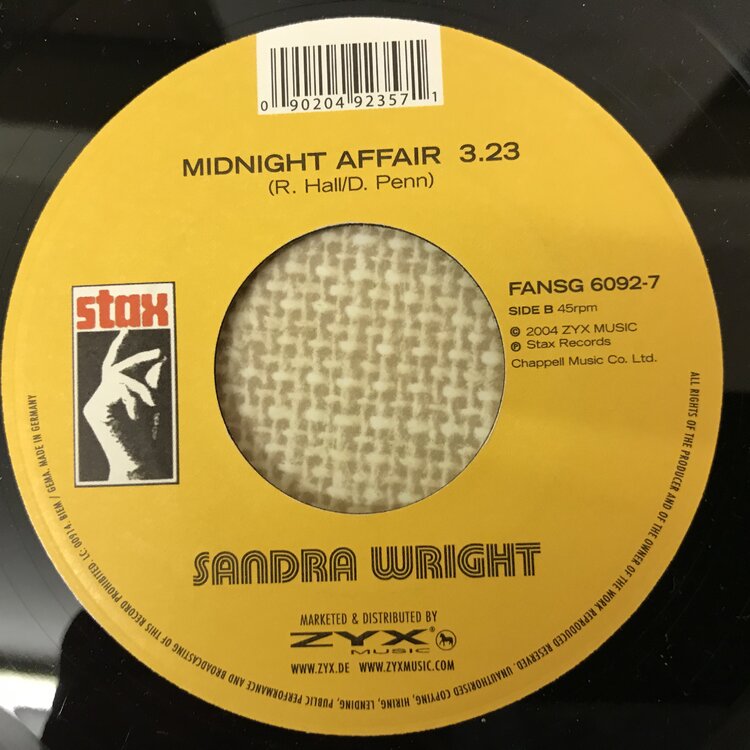 0 90204 92357 1
MIDNIGHT AFFAIR 3.23
(R. Hall/D. Penn)
stax
FANSG 6092-7
SIDE B 45rpm
© 2004 ZYX MUSIC
℗ Stax Records
Chappell Music Co. Ltd.
SANDRA WRIGHT
MARKETED & DISTRIBUTED BY
ZYX®
MUSIC
WWW.ZYX.DE WWW.ZYXMUSIC.COM
ALL RIGHTS OF THE PRODUCER AND OF THE OWNER OF THE WORK REPRODUCED RESERVED. UNAUTHORISED COPYING, HIRING, LENDING, PUBLIC PERFORMANCE AND BROADCASTING OF THIS RECORD PROHIBITED. LC: 00914. BIEM / GEMA. MADE IN GERMANY